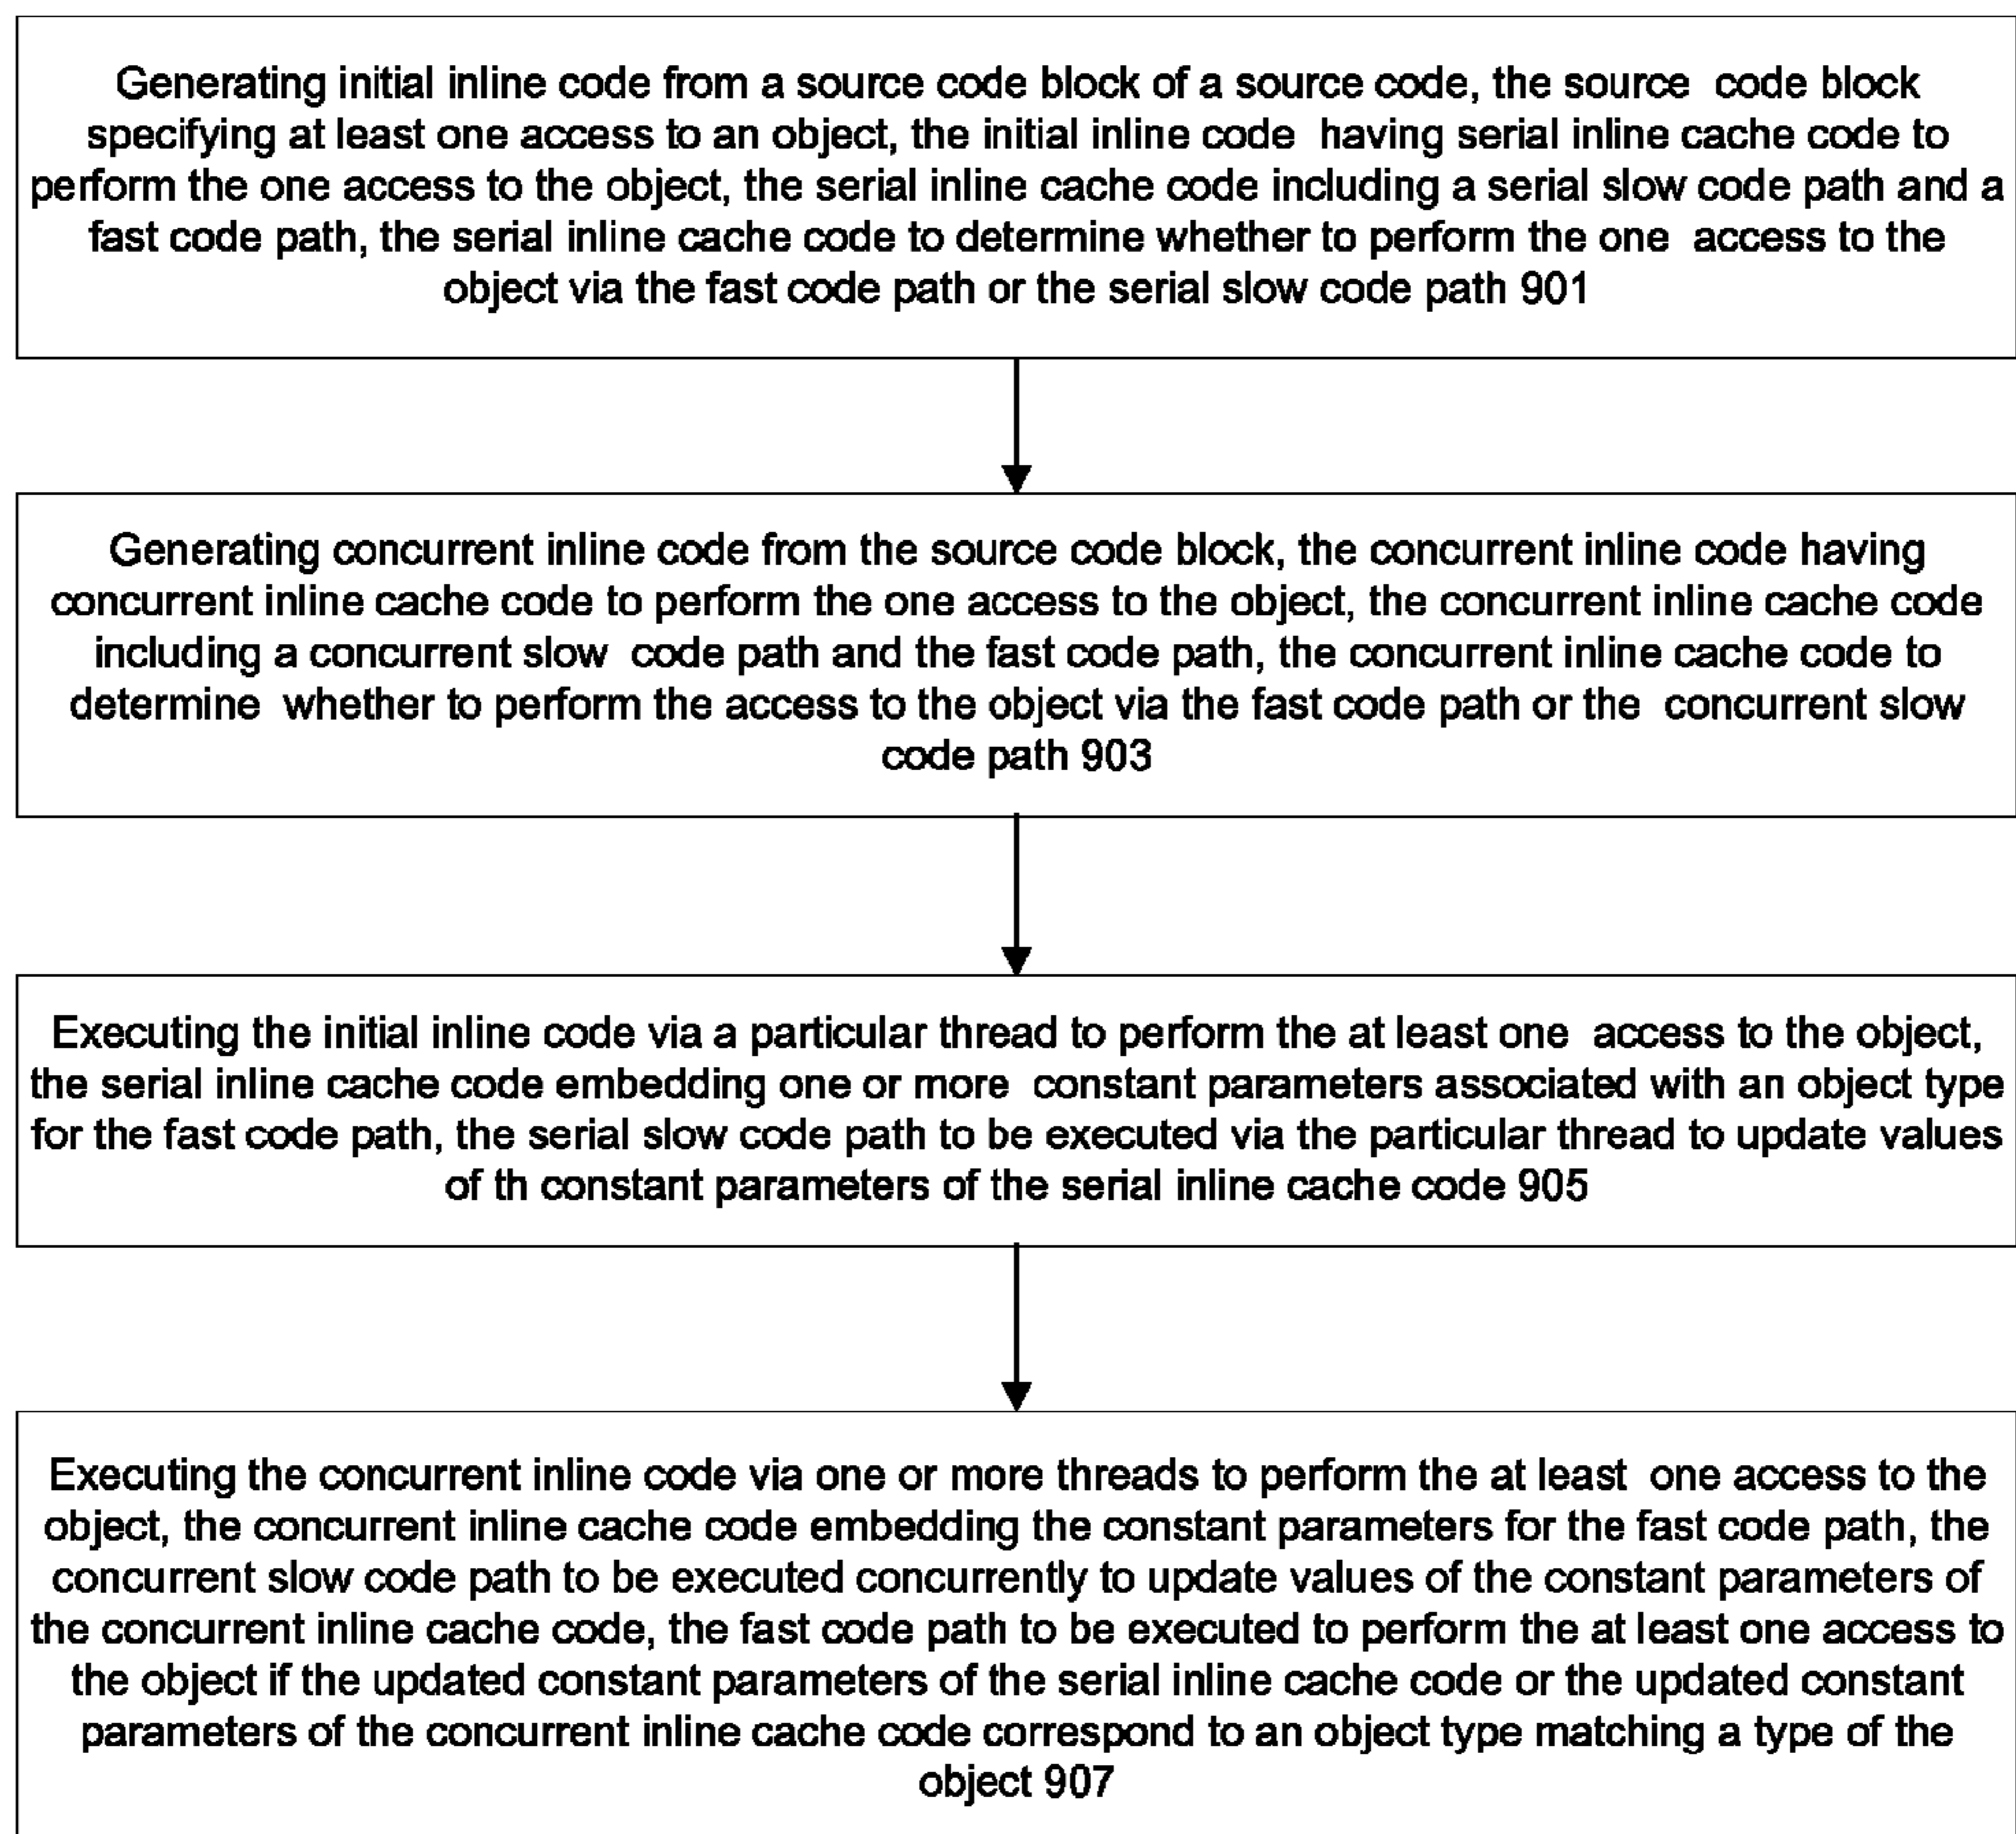 Generating initial inline code from a source code block of a source code, the source code block
specifying at least one access to an object, the initial inline code having serial inline cache code to
perform the one access to the object, the serial inline cache code including a serial slow code path and a
fast code path, the serial inline cache code to determine whether to perform the one access to the
object via the fast code path or the serial slow code path 901
Generating concurrent inline code from the source code block, the concurrent inline code having
concurrent inline cache code to perform the one access to the object, the concurrent inline cache code
including a concurrent slow code path and the fast code path, the concurrent inline cache code to
determine whether to perform the access to the object via the fast code path or the concurrent slow
code path 903
Executing the initial inline code via a particular thread to perform the at least one access to the object,
the serial inline cache code embedding one or more constant parameters associated with an object type
for the fast code path, the serial slow code path to be executed via the particular thread to update values
of th constant parameters of the serial inline cache code 905
Executing the concurrent inline code via one or more threads to perform the at least one access to the
object, the concurrent inline cache code embedding the constant parameters for the fast code path, the
concurrent slow code path to be executed concurrently to update values of the constant parameters of
the concurrent inline cache code, the fast code path to be executed to perform the at least one access to
the object if the updated constant parameters of the serial inline cache code or the updated constant
parameters of the concurrent inline cache code correspond to an object type matching a type of the
object 907